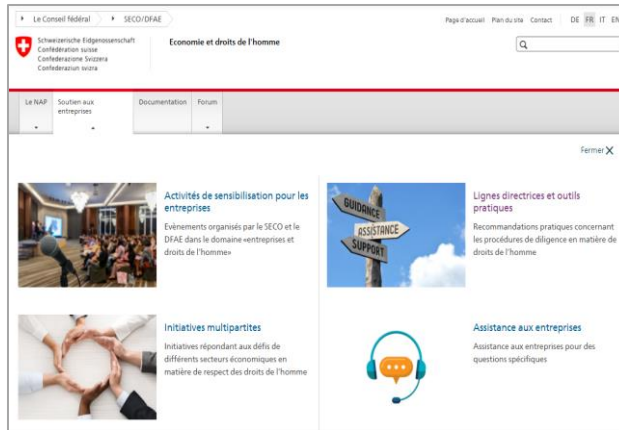 Le Conseil fédéral SECO/DFAE
Page d'accueil Plan du site Contact DE FR IT EN
Schweizerische Eidgenossenschaft
Confédération suisse
Confederazione Svizzera
Confederaziun svizra
Economie et droits de l'homme
Le NAP
Soutien aux
entreprises
Documentation
Forum
Fermer X
Activités de sensibilisation pour les
entreprises
Evènements organisés par le SECO et le
DFAE dans le domaine «entreprises et
droits de l'homme»
GUIDANCE
ASSISTANCE
SUPPORT
Lignes directrices et outils
pratiques
Recommandations pratiques concernant
les procédures de diligence en matière de
droits de l'homme
Initiatives multipartites
Initiatives répondant aux défis de
différents secteurs économiques en
matière de respect des droits de l'homme
Assistance aux entreprises
Assistance aux entreprises pour des
questions spécifiques